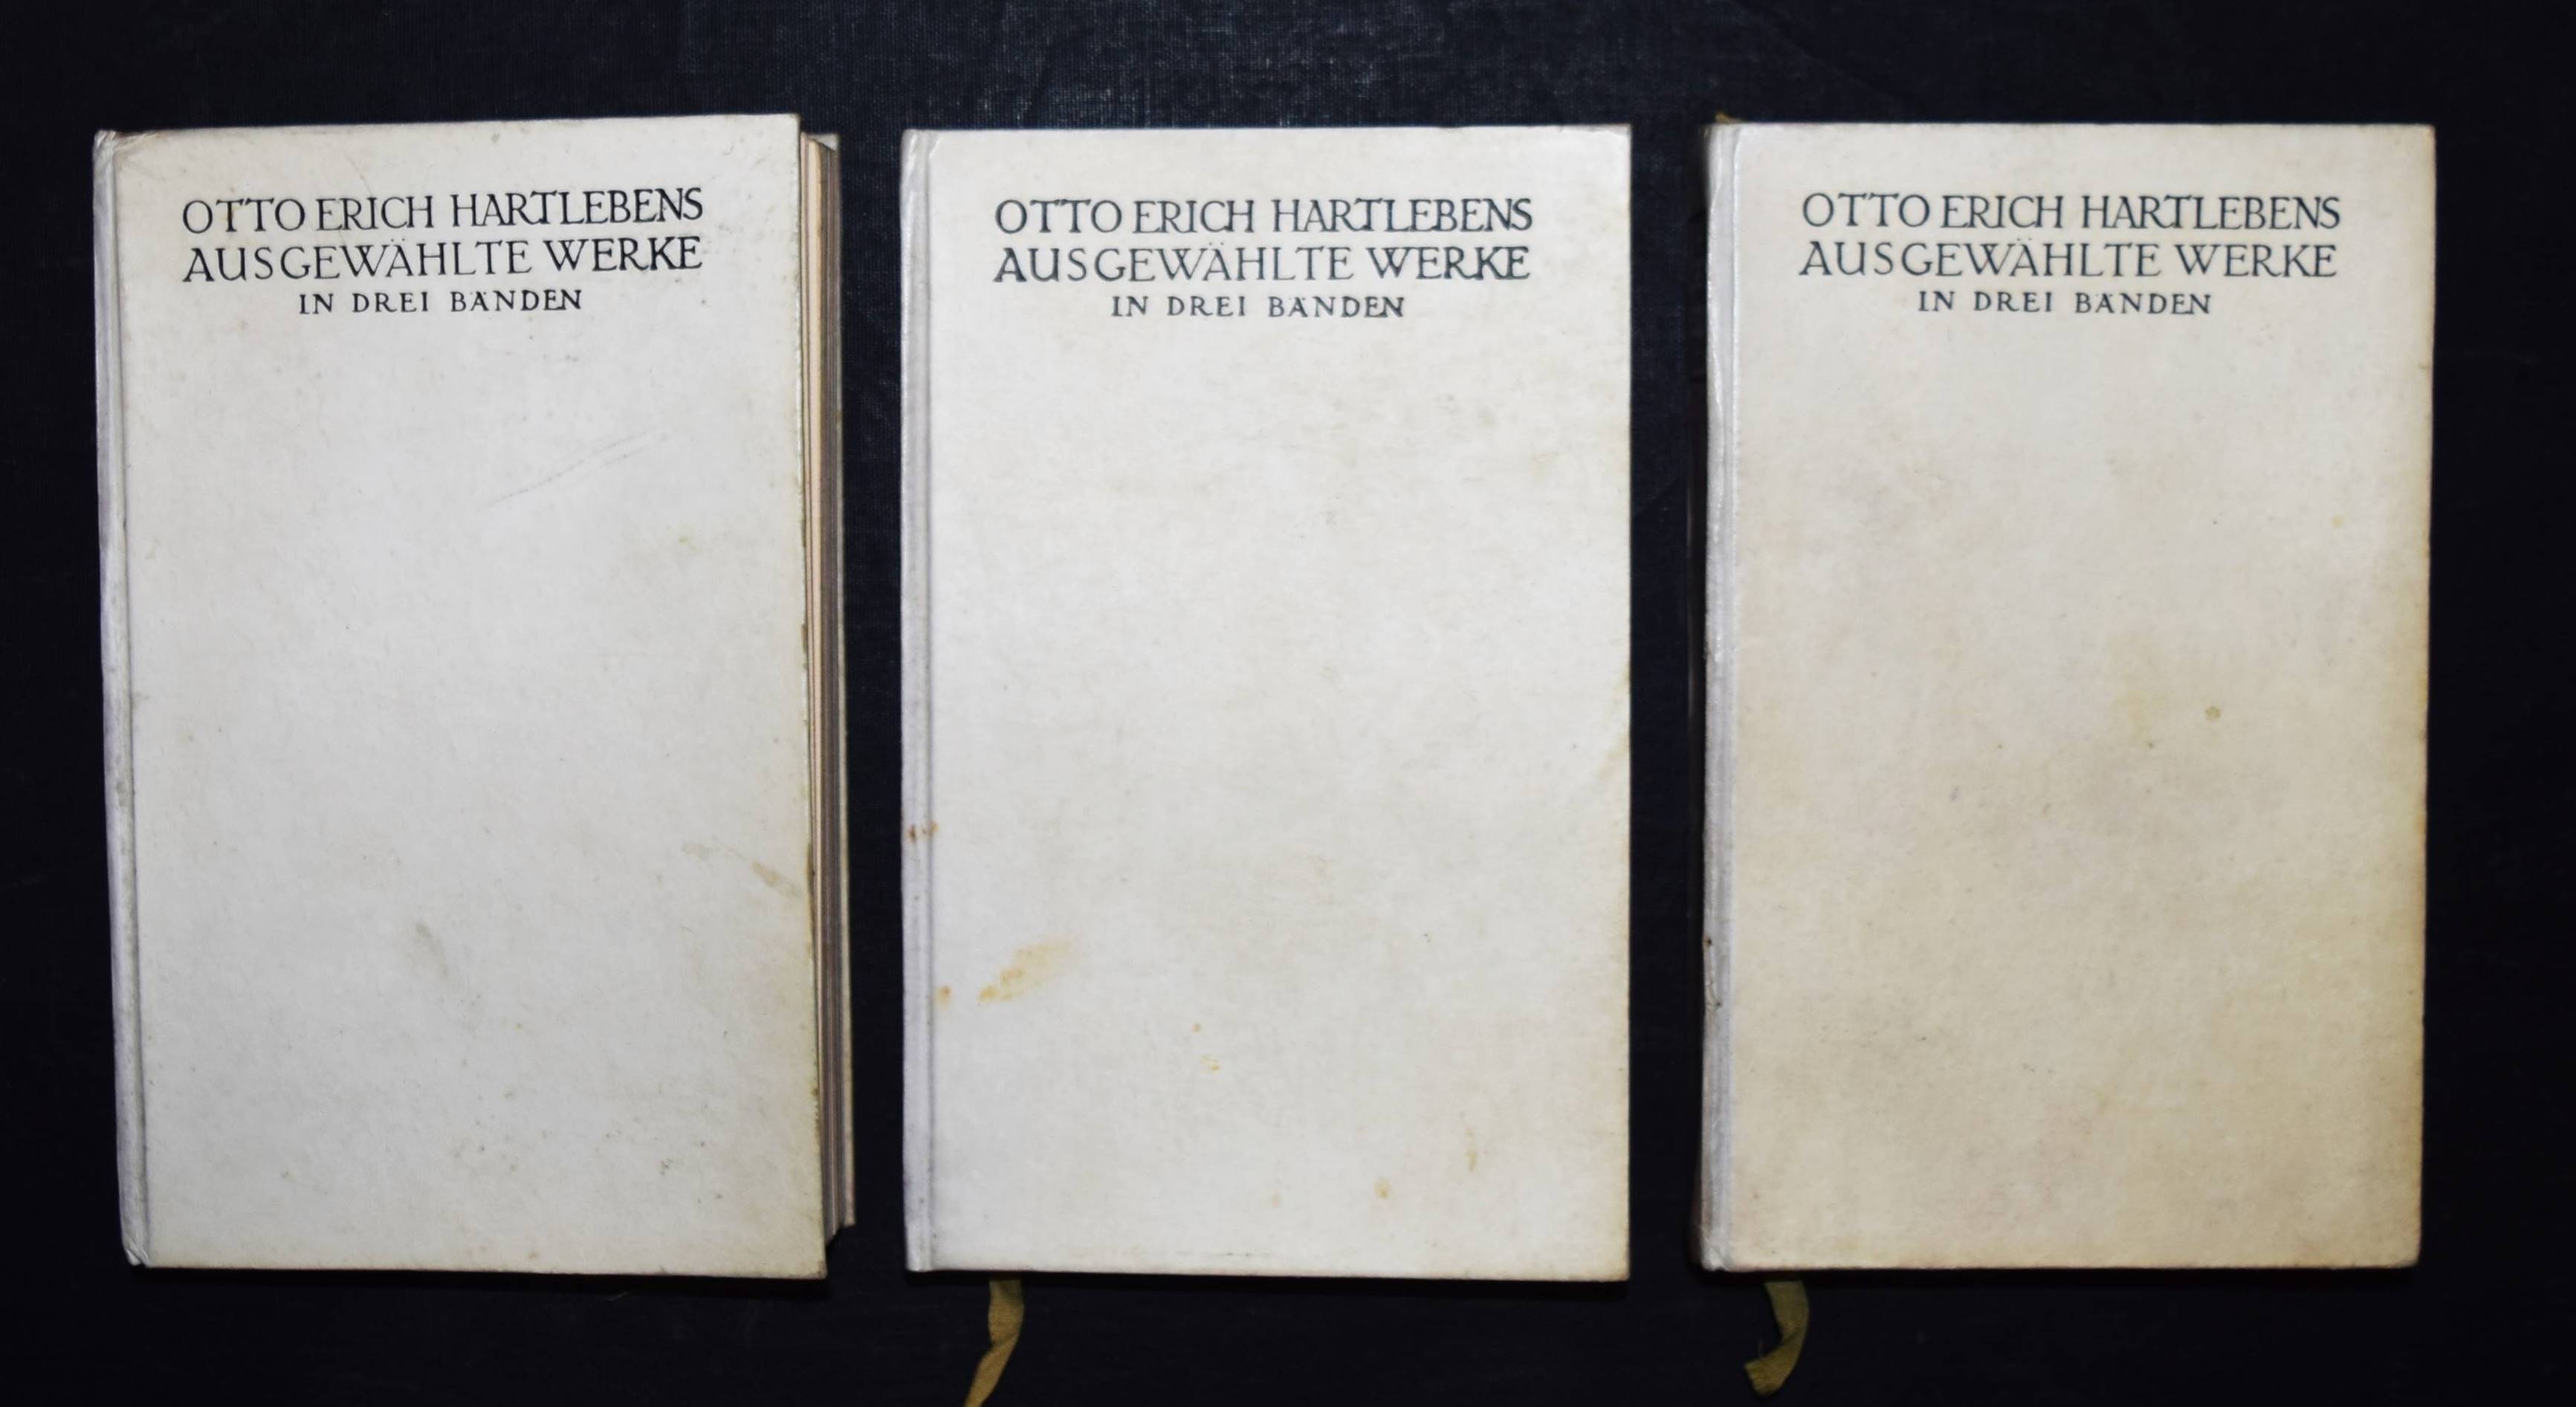 OTTO ERICH HARTLEBENS
AUSGEWÄHLTE WERKE
IN DREI BÄNDEN
OTTO ERICH HARTLEBENS
AUSGEWÄHLTE WERKE
IN DREI BÄNDEN
OTTO ERICH HARTLEBENS
AUSGEWÄHLTE WERKE
IN DREI BÄNDEN